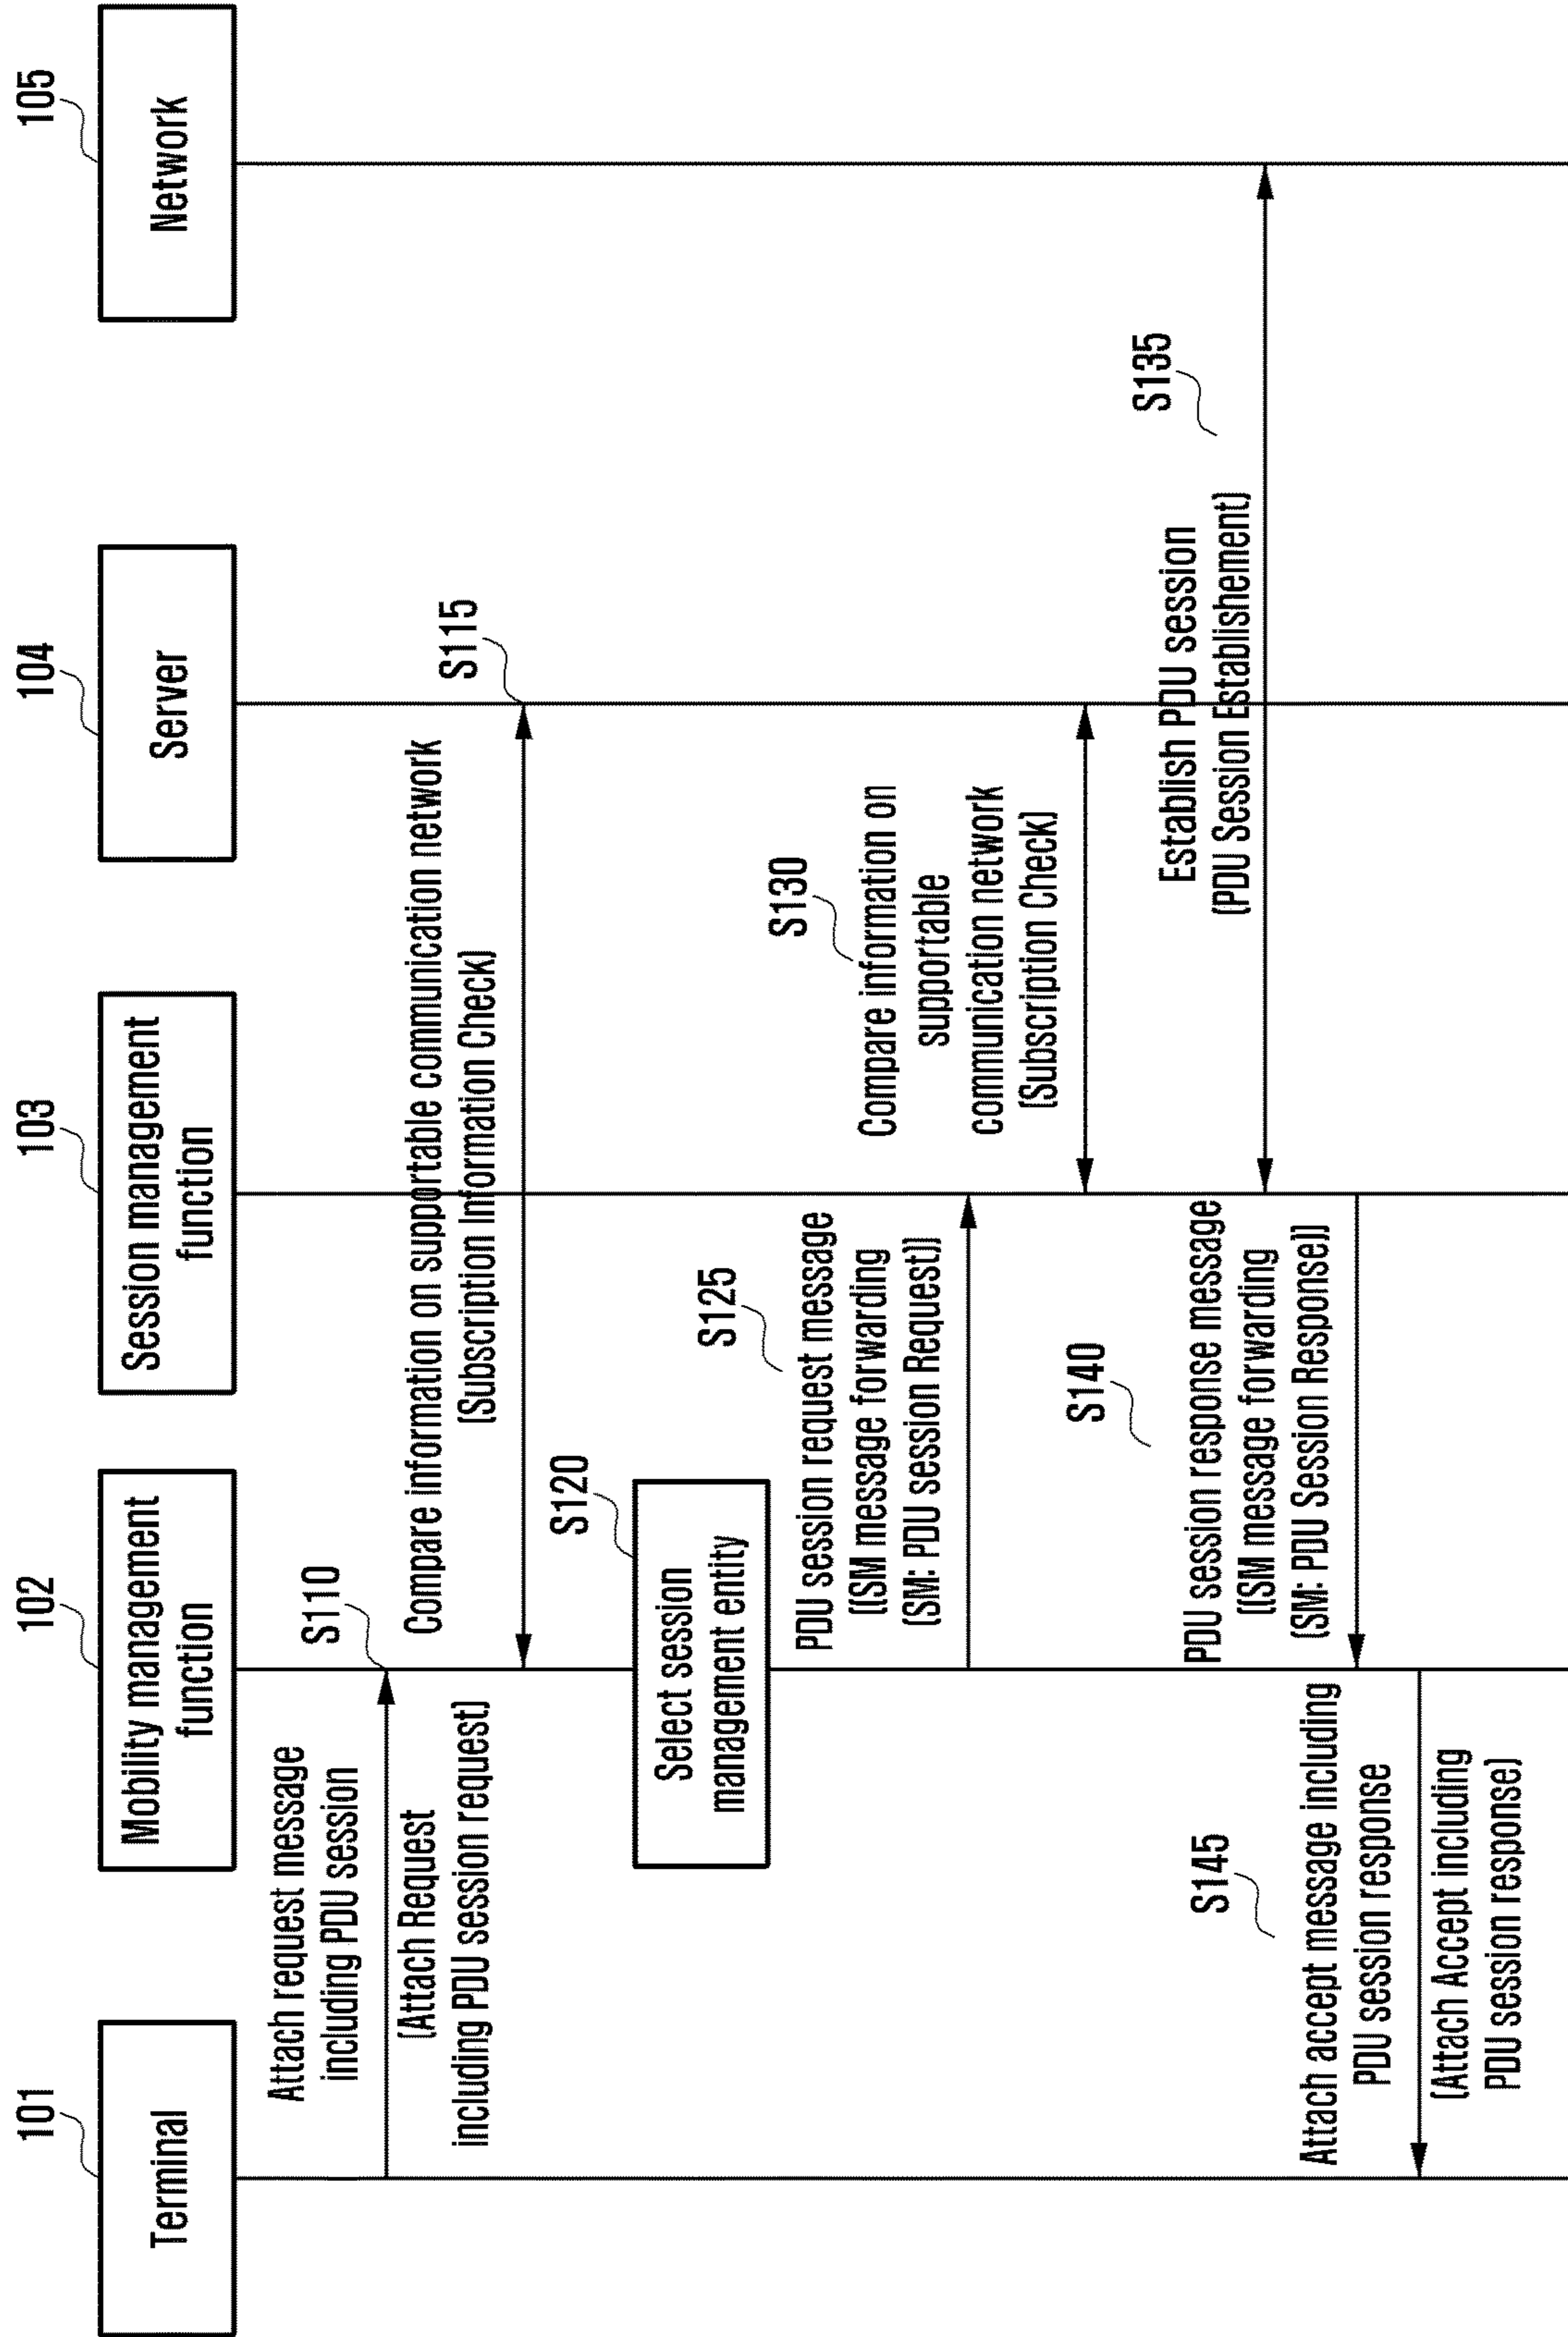 101
102
103
104
105
Terminal
Mobility management
function
Session management
function
Server
Network
Attach request message
including PDU session
S110
(Attach Request
including PDU session request)
Compare information on supportable communication network
(Subscription Information Check)
S115
S120
Select session
management entity
S125
PDU session request message
((SM message forwarding
(SM: PDU session Request))
S130
Compare information on
supportable
communication network
(Subscription Check)
S135
Establish PDU session
(PDU Session Establishement)
S140
PDU session response message
((SM message forwarding
(SM: PDU Session Response))
S145
Attach accept message including
PDU session response
(Attach Accept including
PDU session response)